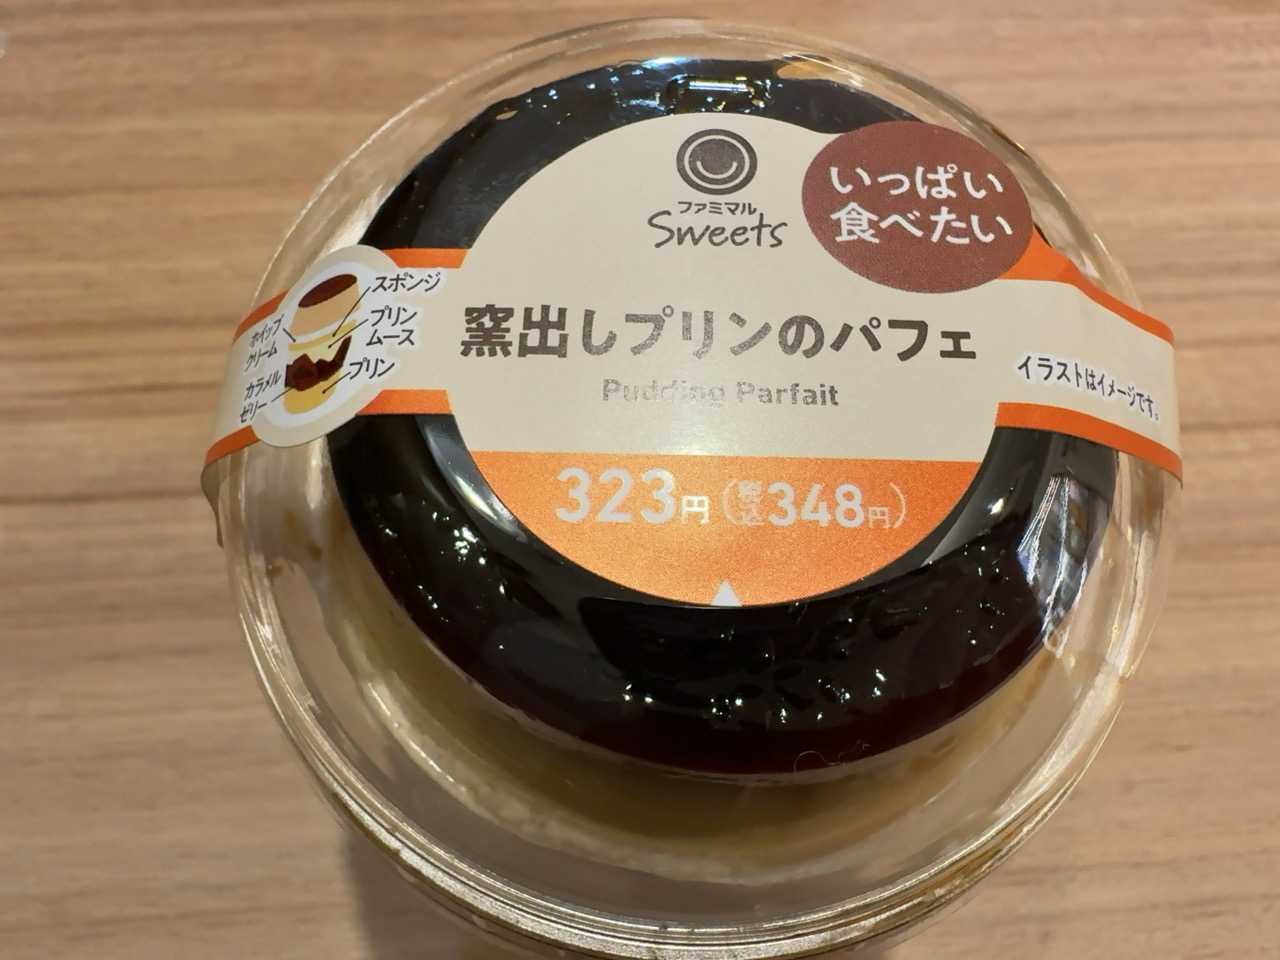 ファミマル
Sweets
いっぱい
食べたい
スポンジ
ホイップ
クリーム
プリン
ムース
カラメル
ゼリー
プリン
窯出しプリンのパフェ
Pudding Parfait
イラストはイメージです。
323円(税込348円)